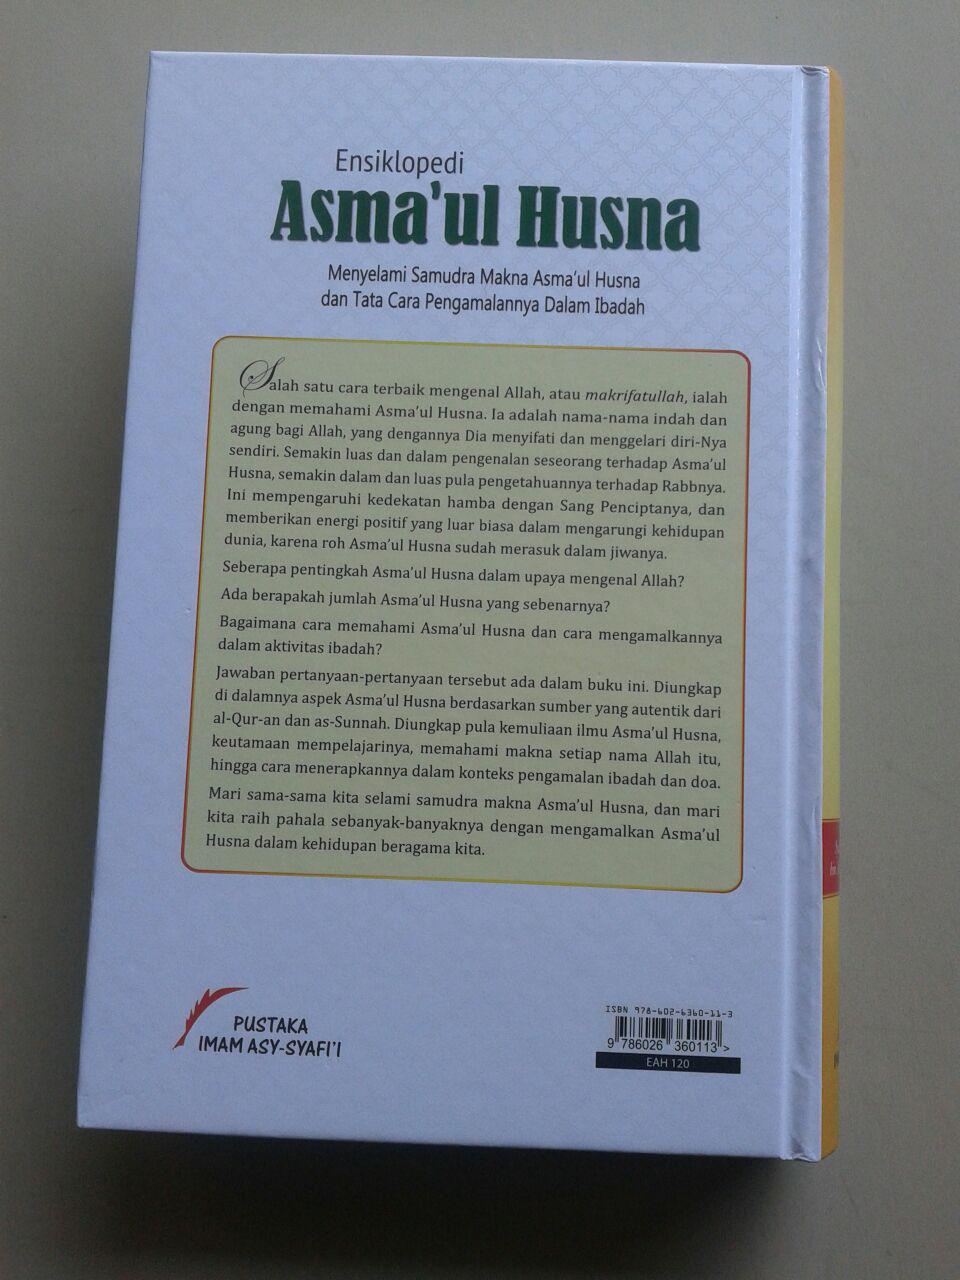 Ensiklopedi
Asma'ul Husna
Menyelami Samudra Makna Asma'ul Husna
dan Tata Cara Pengamalannya Dalam Ibadah
Salah satu cara terbaik mengenal Allah, atau makrifatullah, ialah
dengan memahami Asma'ul Husna. Ia adalah nama-nama indah dan
agung bagi Allah, yang dengannya Dia menyifati dan menggelari diri-Nya
sendiri. Semakin luas dan dalam pengenalan seseorang terhadap Asma'ul
Husna, semakin dalam dan luas pula pengetahuannya terhadap Rabbnya.
Ini mempengaruhi kedekatan hamba dengan Sang Penciptanya, dan
memberikan energi positif yang luar biasa dalam mengarungi kehidupan
dunia, karena roh Asma'ul Husna sudah merasuk dalam jiwanya.
Seberapa pentingkah Asma'ul Husna dalam upaya mengenal Allah?
Ada berapakah jumlah Asma'ul Husna yang sebenarnya?
Bagaimana cara memahami Asma'ul Husna dan cara mengamalkannya
dalam aktivitas ibadah?
Jawaban pertanyaan-pertanyaan tersebut ada dalam buku ini. Diungkap
di dalamnya aspek Asma'ul Husna berdasarkan sumber yang autentik dari
al-Qur-an dan as-Sunnah. Diungkap pula kemuliaan ilmu Asma'ul Husna,
keutamaan mempelajarinya, memahami makna setiap nama Allah itu,
hingga cara menerapkannya dalam konteks pengamalan ibadah dan doa.
Mari sama-sama kita selami samudra makna Asma'ul Husna, dan mari
kita raih pahala sebanyak-banyaknya dengan mengamalkan Asma'ul
Husna dalam kehidupan beragama kita.
PUSTAKA
IMAM ASY-SYAFI'I
ISBN 978-602-6360-11-3
9 786026 360113 >
EAH 120